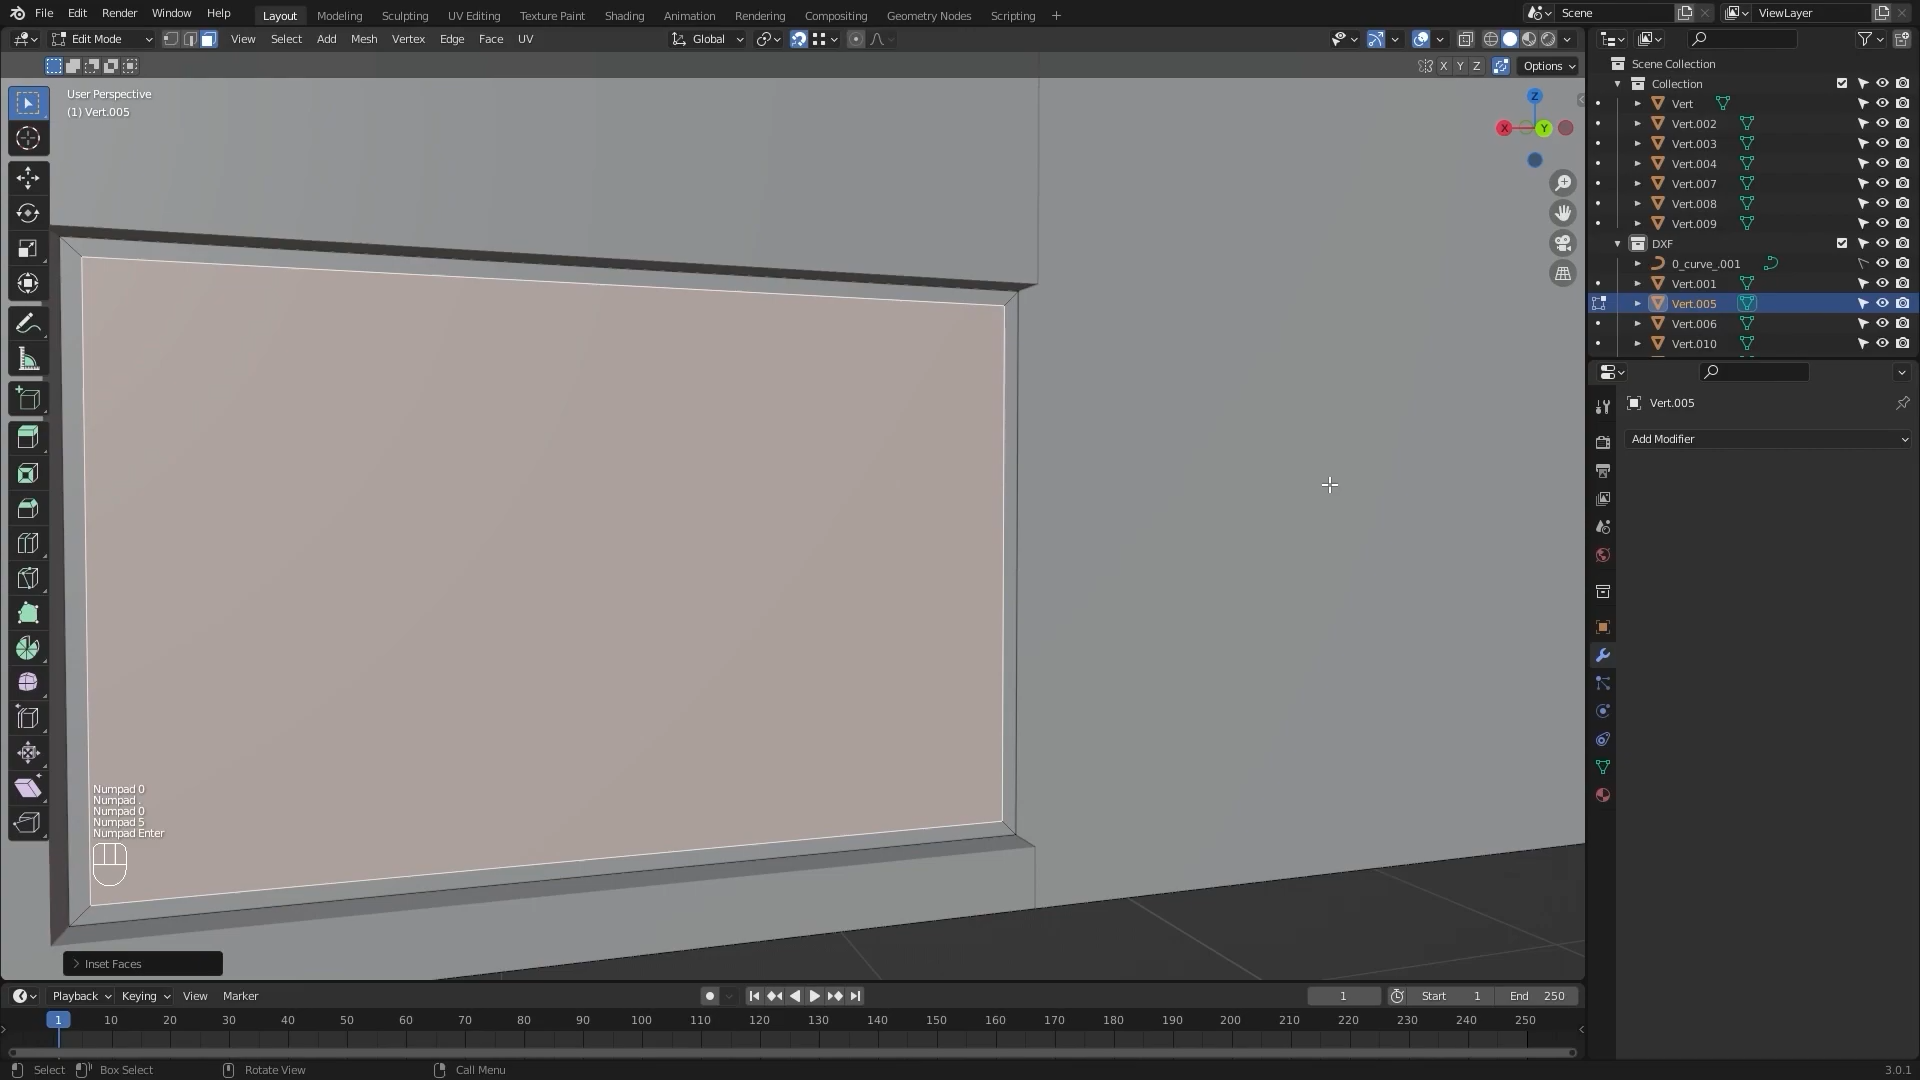 File Edit Render Window Help Layout Modeling Sculpting UV Editing Texture Paint Shading Animation Rendering Compositing Geometry Nodes Scripting Scene ViewLayer
Edit Mode View Select Add Mesh Vertex Edge Face UV Global
X Y Z Options
User Perspective
(1) Vert.005
Z
X
Y
Scene Collection
Collection
Vert
Vert.002
Vert.003
Vert.004
Vert.007
Vert.008
Vert.009
DXF
0_curve_.001
Vert.001
Vert.005
Vert.006
Vert.010
Vert.005
Add Modifier
Numpad 0
Numpad .
Numpad 0
Numpad 5
Numpad Enter
Inset Faces
Playback Keying View Marker 1 Start 1 End 250
1 10 20 30 40 50 60 70 80 90 100 110 120 130 140 150 160 170 180 190 200 210 220 230 240 250
Select Box Select Rotate View Call Menu 3.0.1